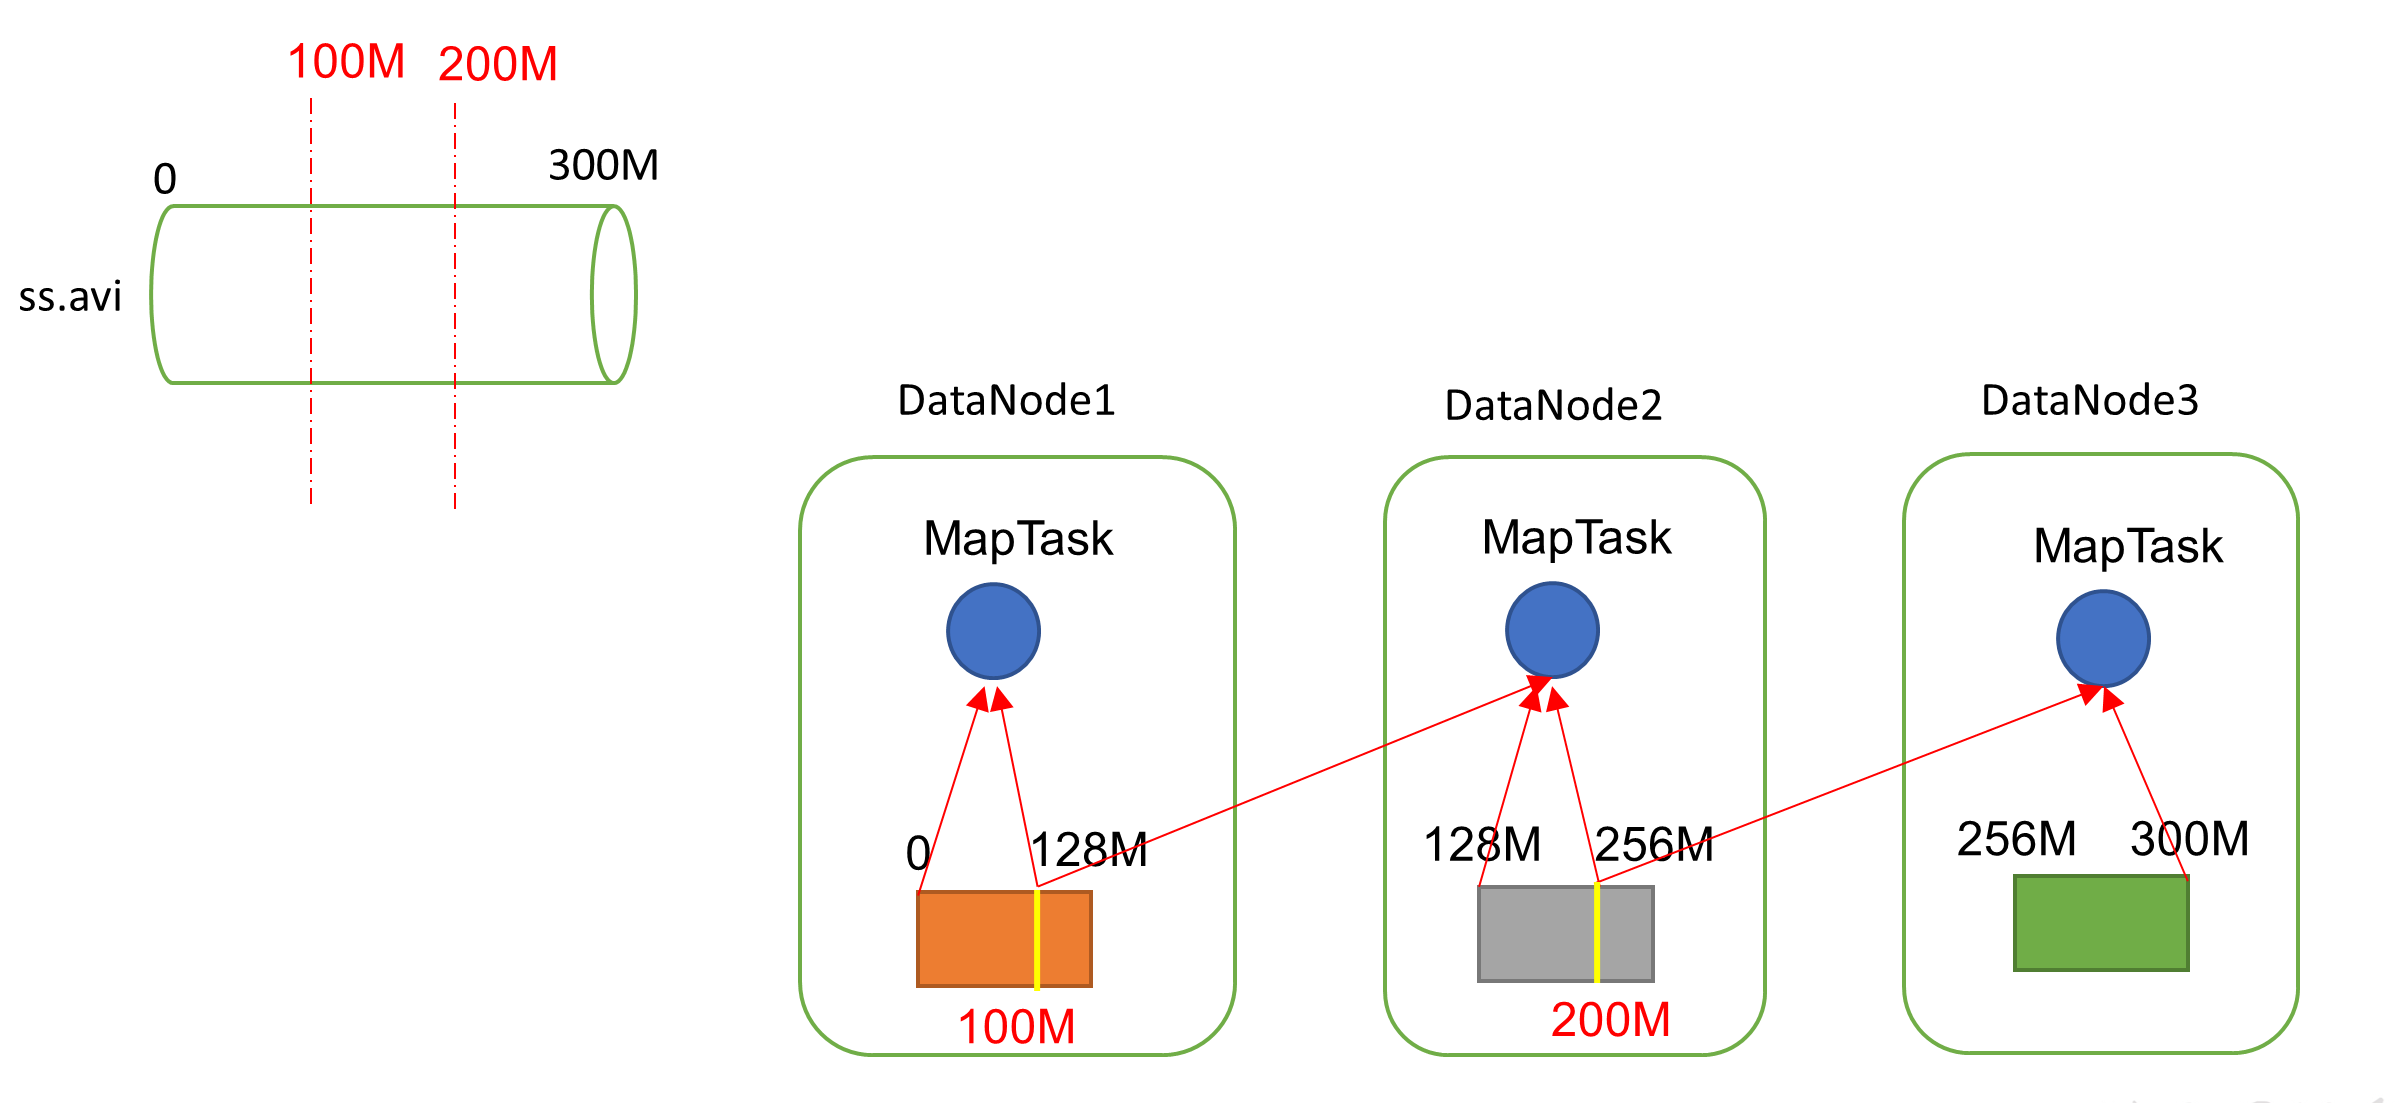 100M 200M
0 300M
ss.avi
DataNode1 DataNode2 DataNode3
MapTask MapTask MapTask
0 128M 128M 256M 256M 300M
100M 200M